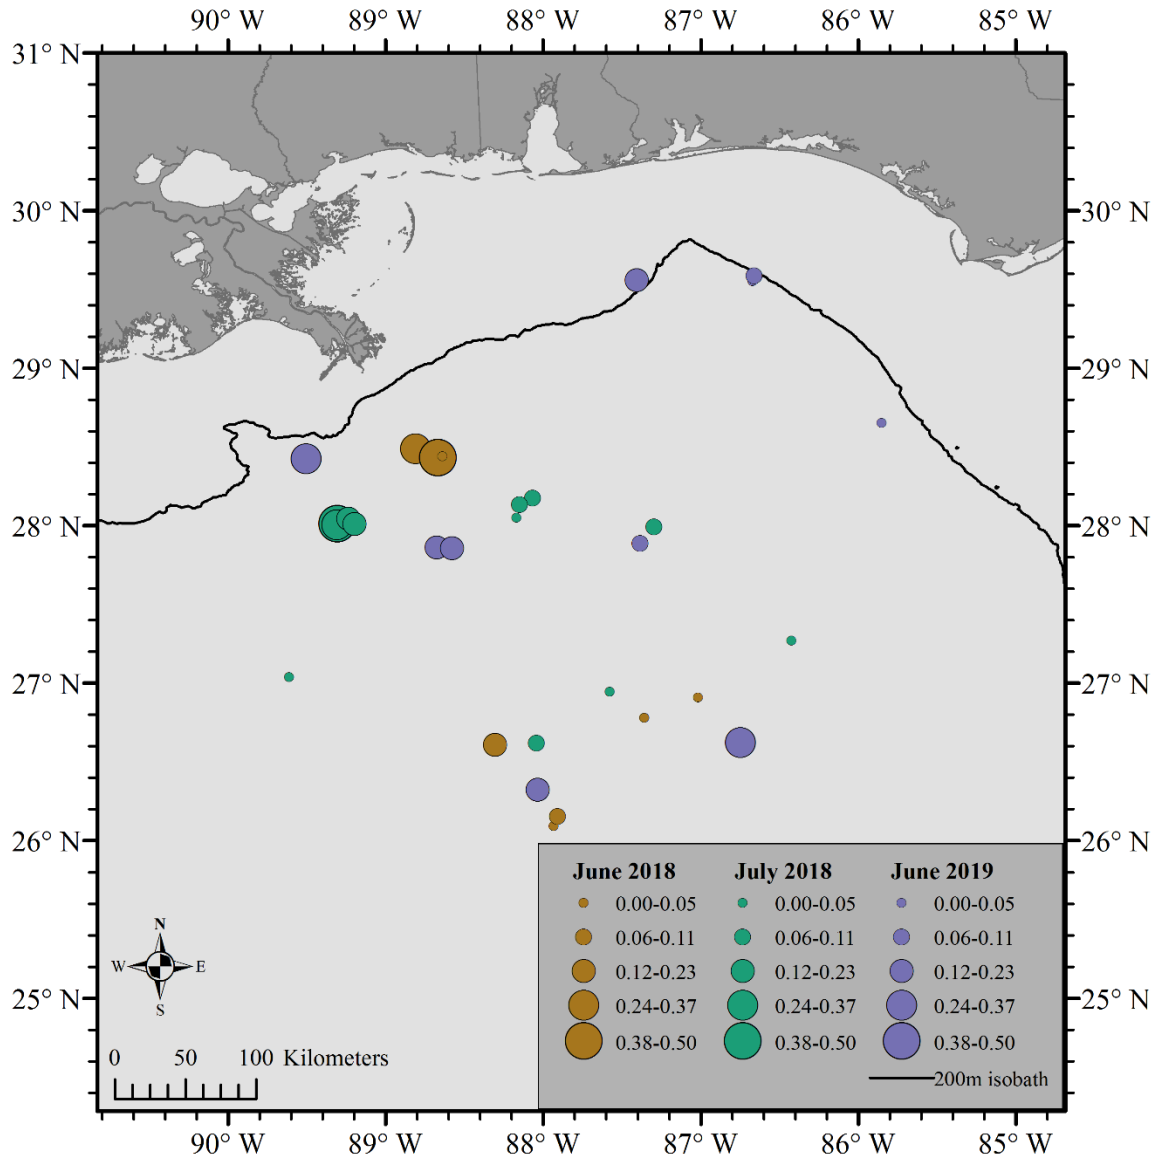 90° W 89° W 88° W 87° W 86° W 85° W
31° N 31° N
30° N 30° N
29° N 29° N
28° N 28° N
27° N 27° N
26° N 26° N
25° N 25° N
June 2018 July 2018 June 2019
0.00-0.05 0.00-0.05 0.00-0.05
0.06-0.11 0.06-0.11 0.06-0.11
0.12-0.23 0.12-0.23 0.12-0.23
0.24-0.37 0.24-0.37 0.24-0.37
0.38-0.50 0.38-0.50 0.38-0.50
200m isobath
N
W E
S
0 50 100 Kilometers
90° W 89° W 88° W 87° W 86° W 85° W